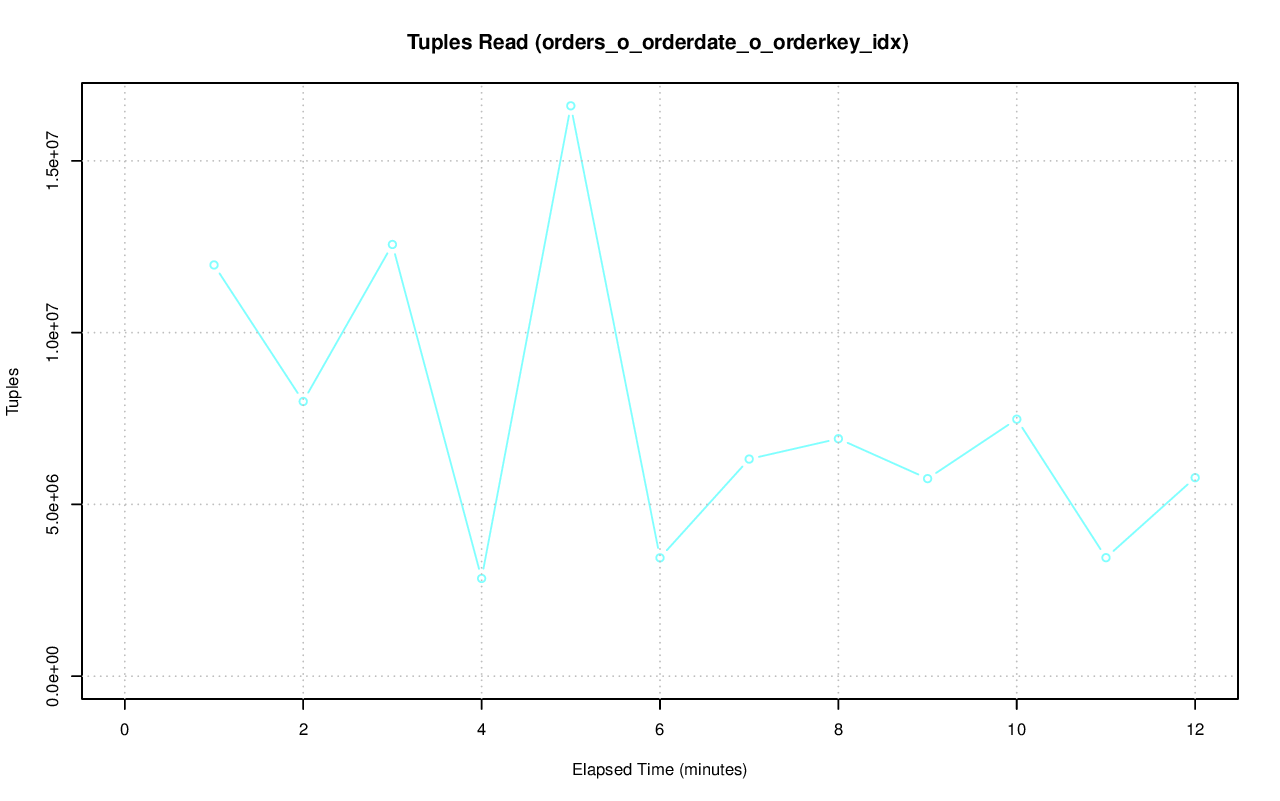 Tuples Read (orders_o_orderdate_o_orderkey_idx)
Tuples
1.5e+07
1.0e+07
5.0e+06
0.0e+00
0 2 4 6 8 10 12
Elapsed Time (minutes)